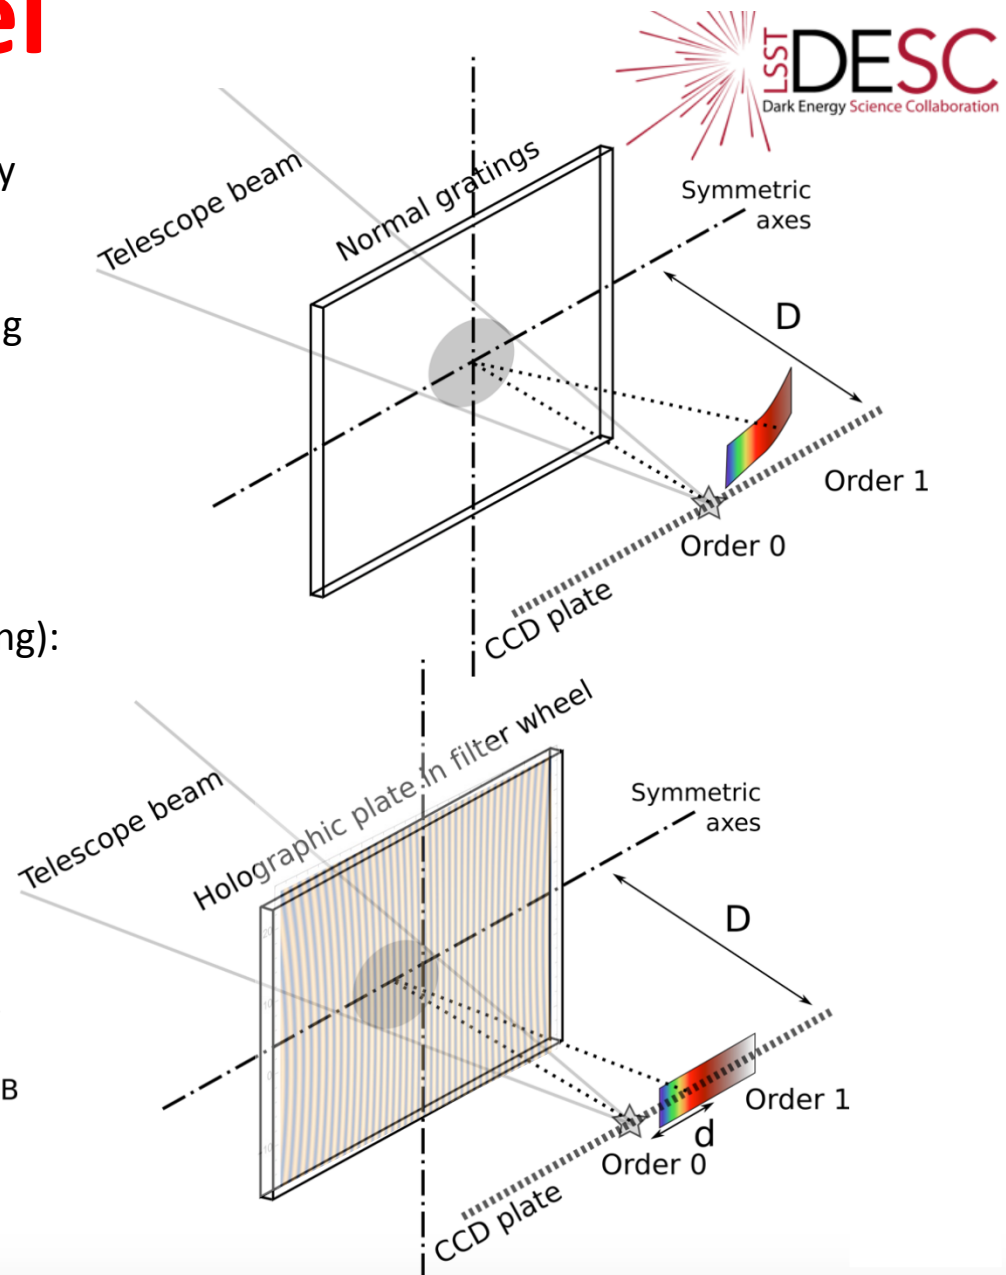 el
LSST DESC
Dark Energy Science Collaboration
y
Telescope beam
Normal gratings
Symmetric
axes
g
D
Order 1
Order 0
CCD plate
ng):
Holographic plate in filter wheel
Telescope beam
Symmetric
axes
D
B
Order 1
d
Order 0
CCD plate